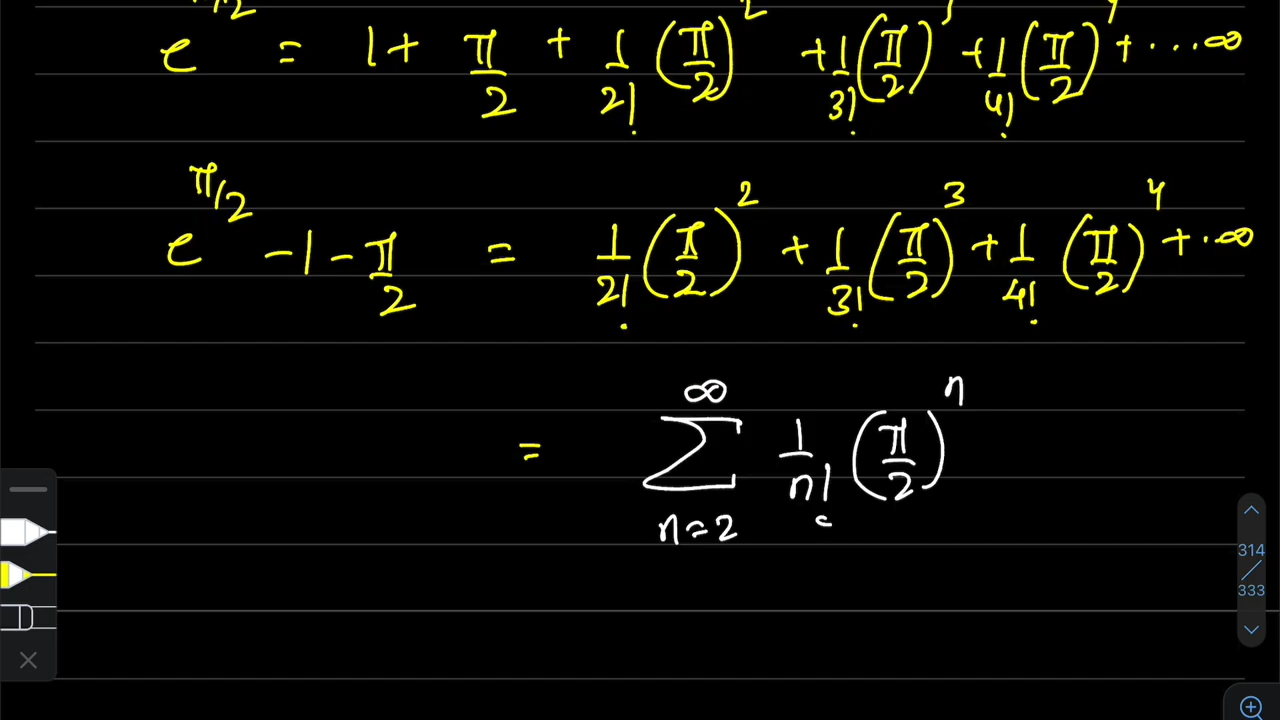 e^{π/2} = 1 + π/2 + 1/2! (π/2)^2 + 1/3! (π/2)^3 + 1/4! (π/2)^4 + ... ∞
e^{π/2} - 1 - π/2 = 1/2! (π/2)^2 + 1/3! (π/2)^3 + 1/4! (π/2)^4 + .. ∞
= ∑_{n=2}^{∞} 1/n! (π/2)^n
314
333